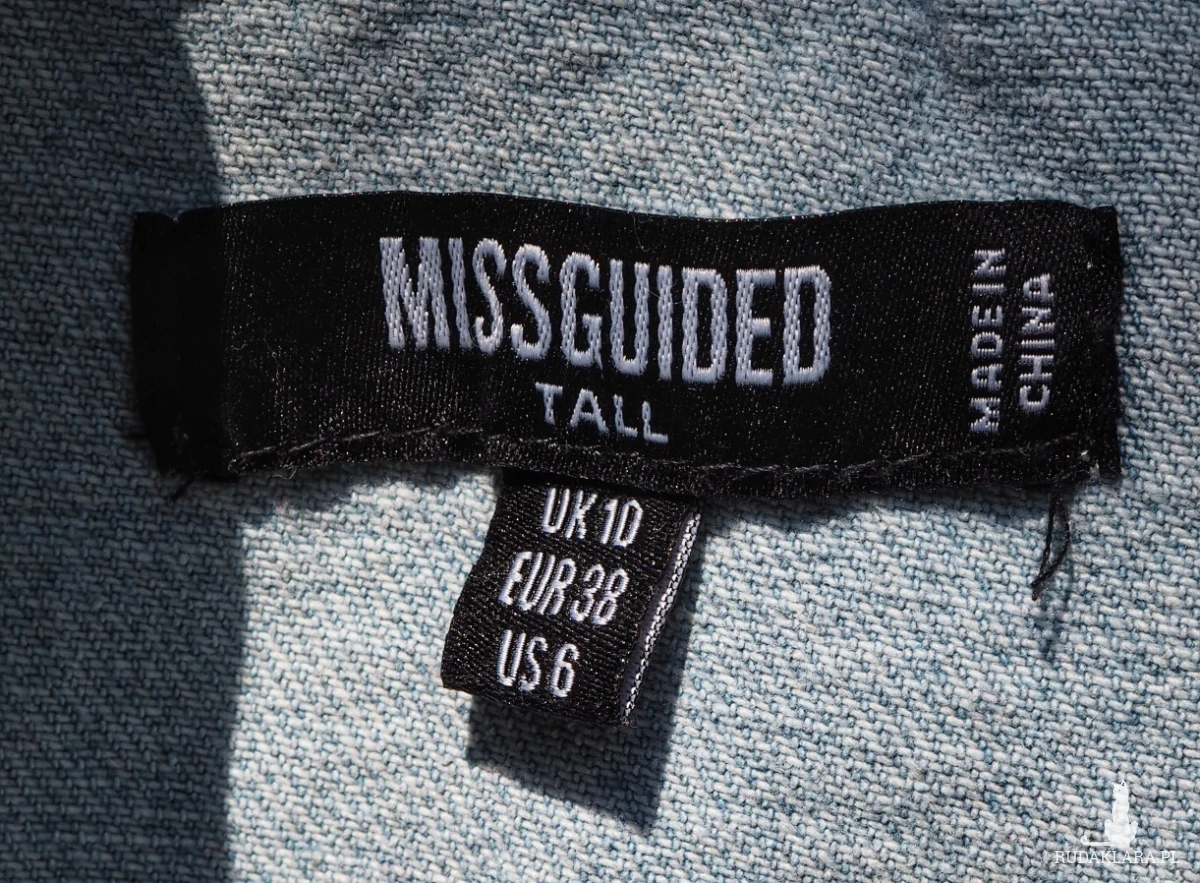 MISSGUIDED
TALL
MADE IN
CHINA
UK 10
EUR 38
US 6
RUDAKLARA.PL